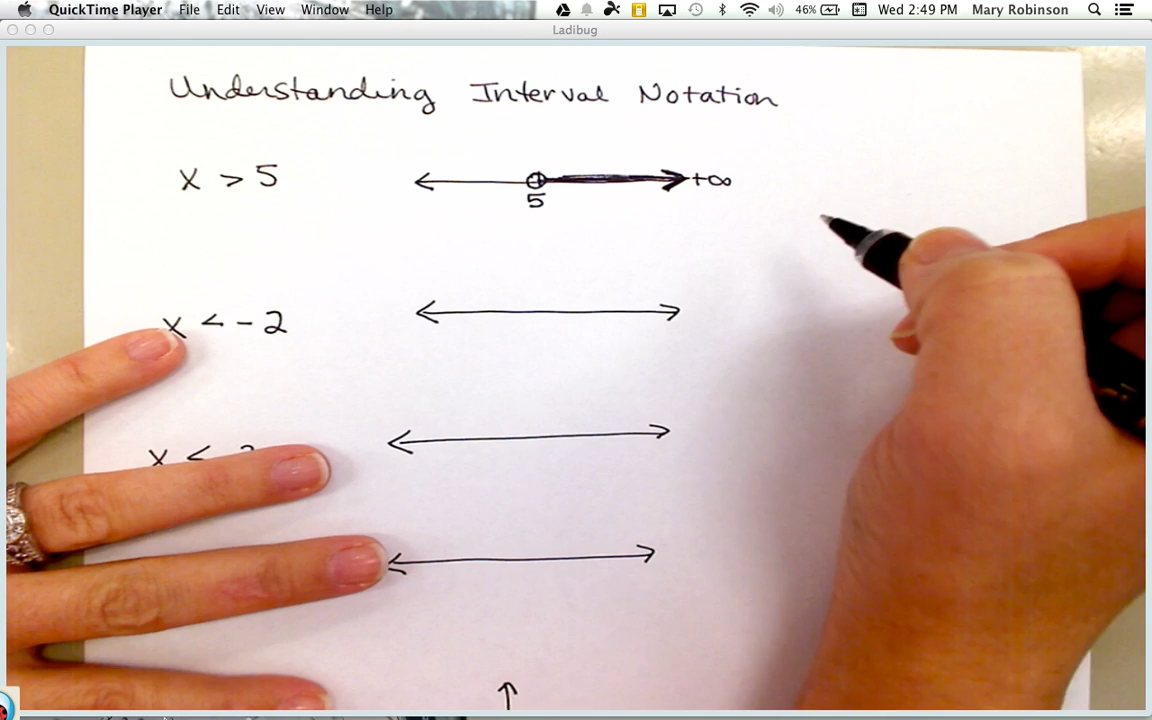 QuickTime Player File Edit View Window Help 46% Wed 2:49 PM Mary Robinson
Ladibug
Understanding Interval Notation
x > 5
+∞
5
x < -2
x <